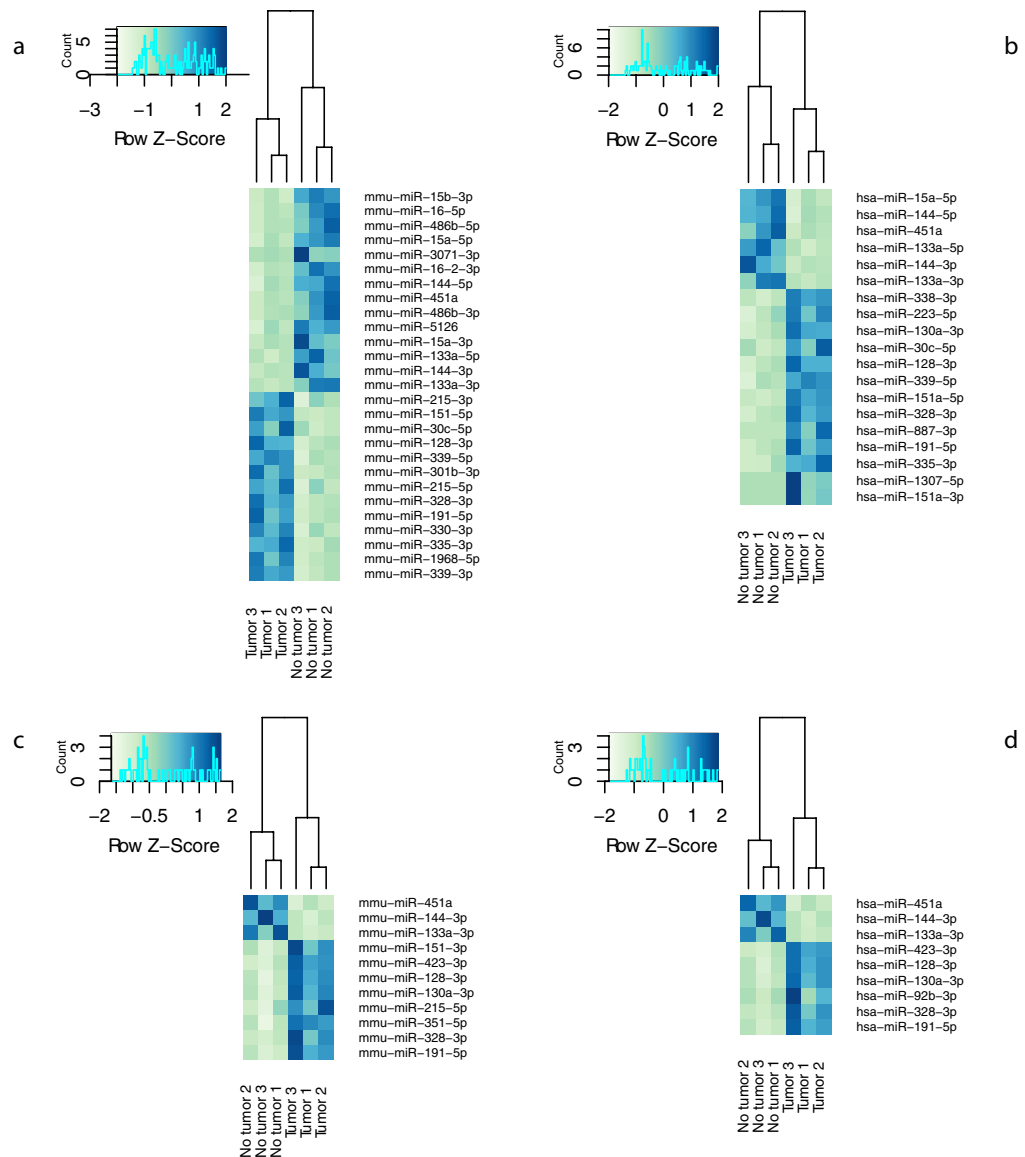 a
Count
0 5
−3 −1 1 2
Row Z−Score
mmu−miR−15b−3p
mmu−miR−16−5p
mmu−miR−486b−5p
mmu−miR−15a−5p
mmu−miR−3071−3p
mmu−miR−16−2−3p
mmu−miR−144−5p
mmu−miR−451a
mmu−miR−486b−3p
mmu−miR−5126
mmu−miR−15a−3p
mmu−miR−133a−5p
mmu−miR−144−3p
mmu−miR−133a−3p
mmu−miR−215−3p
mmu−miR−151−5p
mmu−miR−30c−5p
mmu−miR−128−3p
mmu−miR−339−5p
mmu−miR−301b−3p
mmu−miR−215−5p
mmu−miR−328−3p
mmu−miR−191−5p
mmu−miR−330−3p
mmu−miR−335−3p
mmu−miR−1968−5p
mmu−miR−339−3p
Tumor 3
Tumor 1
Tumor 2
No tumor 3
No tumor 1
No tumor 2
b
Count
0 6
−2 0 1 2
Row Z−Score
hsa−miR−15a−5p
hsa−miR−144−5p
hsa−miR−451a
hsa−miR−133a−5p
hsa−miR−144−3p
hsa−miR−133a−3p
hsa−miR−338−3p
hsa−miR−223−5p
hsa−miR−130a−3p
hsa−miR−30c−5p
hsa−miR−128−3p
hsa−miR−339−5p
hsa−miR−151a−5p
hsa−miR−328−3p
hsa−miR−887−3p
hsa−miR−191−5p
hsa−miR−335−3p
hsa−miR−1307−5p
hsa−miR−151a−3p
No tumor 3
No tumor 1
No tumor 2
Tumor 3
Tumor 1
Tumor 2
c
Count
0 3
−2 −0.5 1 2
Row Z−Score
mmu−miR−451a
mmu−miR−144−3p
mmu−miR−133a−3p
mmu−miR−151−3p
mmu−miR−423−3p
mmu−miR−128−3p
mmu−miR−130a−3p
mmu−miR−215−5p
mmu−miR−351−5p
mmu−miR−328−3p
mmu−miR−191−5p
No tumor 2
No tumor 3
No tumor 1
Tumor 3
Tumor 1
Tumor 2
d
Count
0 3
−2 0 1 2
Row Z−Score
hsa−miR−451a
hsa−miR−144−3p
hsa−miR−133a−3p
hsa−miR−423−3p
hsa−miR−128−3p
hsa−miR−130a−3p
hsa−miR−92b−3p
hsa−miR−328−3p
hsa−miR−191−5p
No tumor 2
No tumor 3
No tumor 1
Tumor 3
Tumor 1
Tumor 2